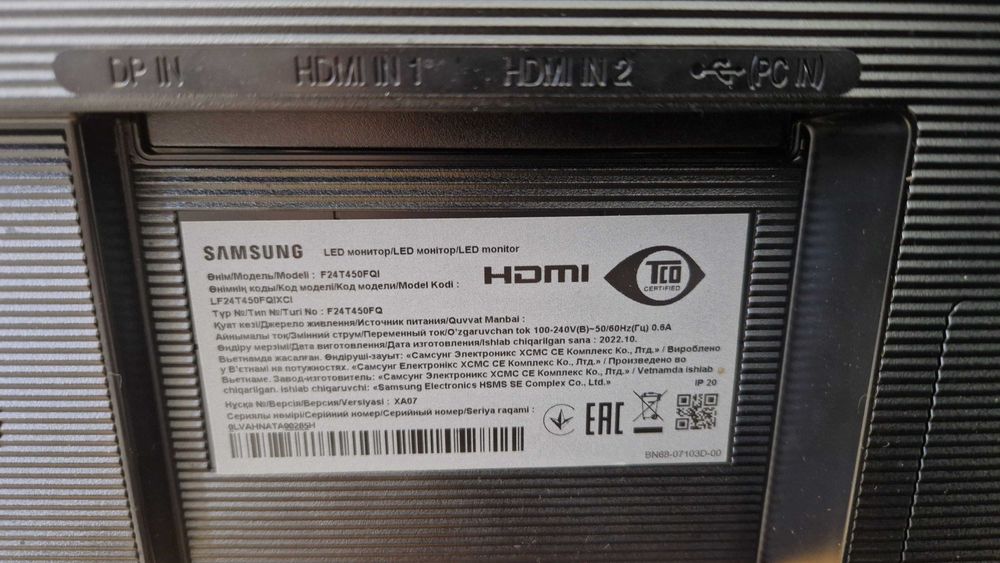 DP IN HDMI IN 1 HDMI IN 2 (PC IN)
SAMSUNG LED монитор/LED монітор/LED monitor
Өнім/Модель/Modeli : F24T450FQI
Өнімнің коды/Код моделі/Код модели/Model Kodi :
LF24T450FQIXCI
HDMI
TCO
CERTIFIED
Түр №/Тип №/Turi No : F24T450FQ
Қуат көзі/Джерело живлення/Источник питания/Quvvat Manbai :
Айнымалы ток/Змінний струм/Переменный ток/O'zgaruvchan tok 100-240V(В)~50/60Hz(Гц) 0.6A
Өндіру мерзімі/Дата виготовлення/Дата изготовления/Ishlab chiqarilgan sana : 2022.10.
Вьетнамда жасалған. Өндіруші-зауыт: «Самсунг Электроникс ХСМС СЕ Комплекс Ко., Лтд.» / Вироблено
у В'єтнамі на потужностях. «Самсунг Електронікс ХСМС СЕ Комплекс Ко., Лтд.» / Произведено во
Вьетнаме. Завод-изготовитель: «Самсунг Электроникс ХСМС СЕ Комплекс Ко., Лтд.» / Vetnamda ishlab
chiqarilgan. Ishlab chiqaruvchi: «Samsung Electronics HSMS SE Complex Co., Ltd.»
IP 20
Нұсқа №/Версія/Версия/Versiyasi : XA07
Сериялы нөмірі/Серійний номер/Серийный номер/Seriya raqami :
0LVAHNATA00285H
EAC
BN68-07103D-00